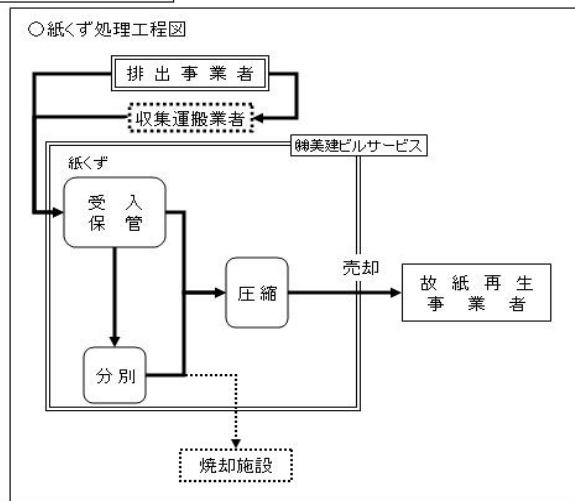 ○紙くず処理工程図
排出事業者
収集運搬業者
㈱美建ビルサービス
紙くず
受入
保管
圧縮
売却
故紙再生
事業者
分別
焼却施設